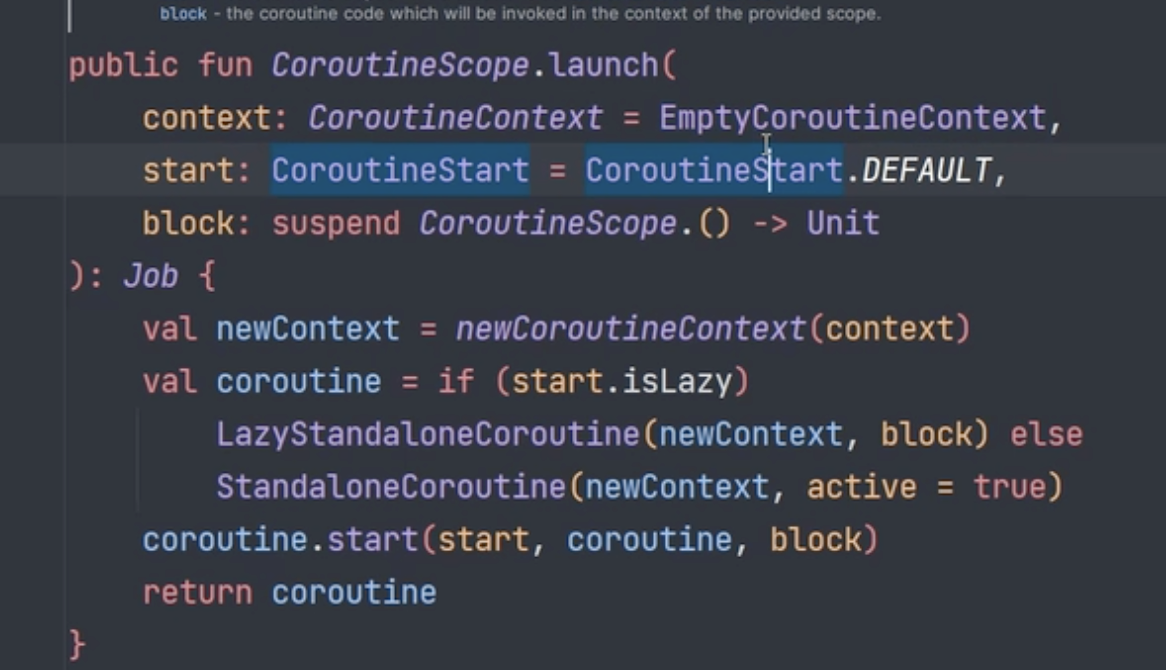 block - the coroutine code which will be invoked in the context of the provided scope.
public fun CoroutineScope.launch(
    context: CoroutineContext = EmptyCoroutineContext,
    start: CoroutineStart = CoroutineStart.DEFAULT,
    block: suspend CoroutineScope.() -> Unit
): Job {
    val newContext = newCoroutineContext(context)
    val coroutine = if (start.isLazy)
        LazyStandaloneCoroutine(newContext, block) else
        StandaloneCoroutine(newContext, active = true)
    coroutine.start(start, coroutine, block)
    return coroutine
}